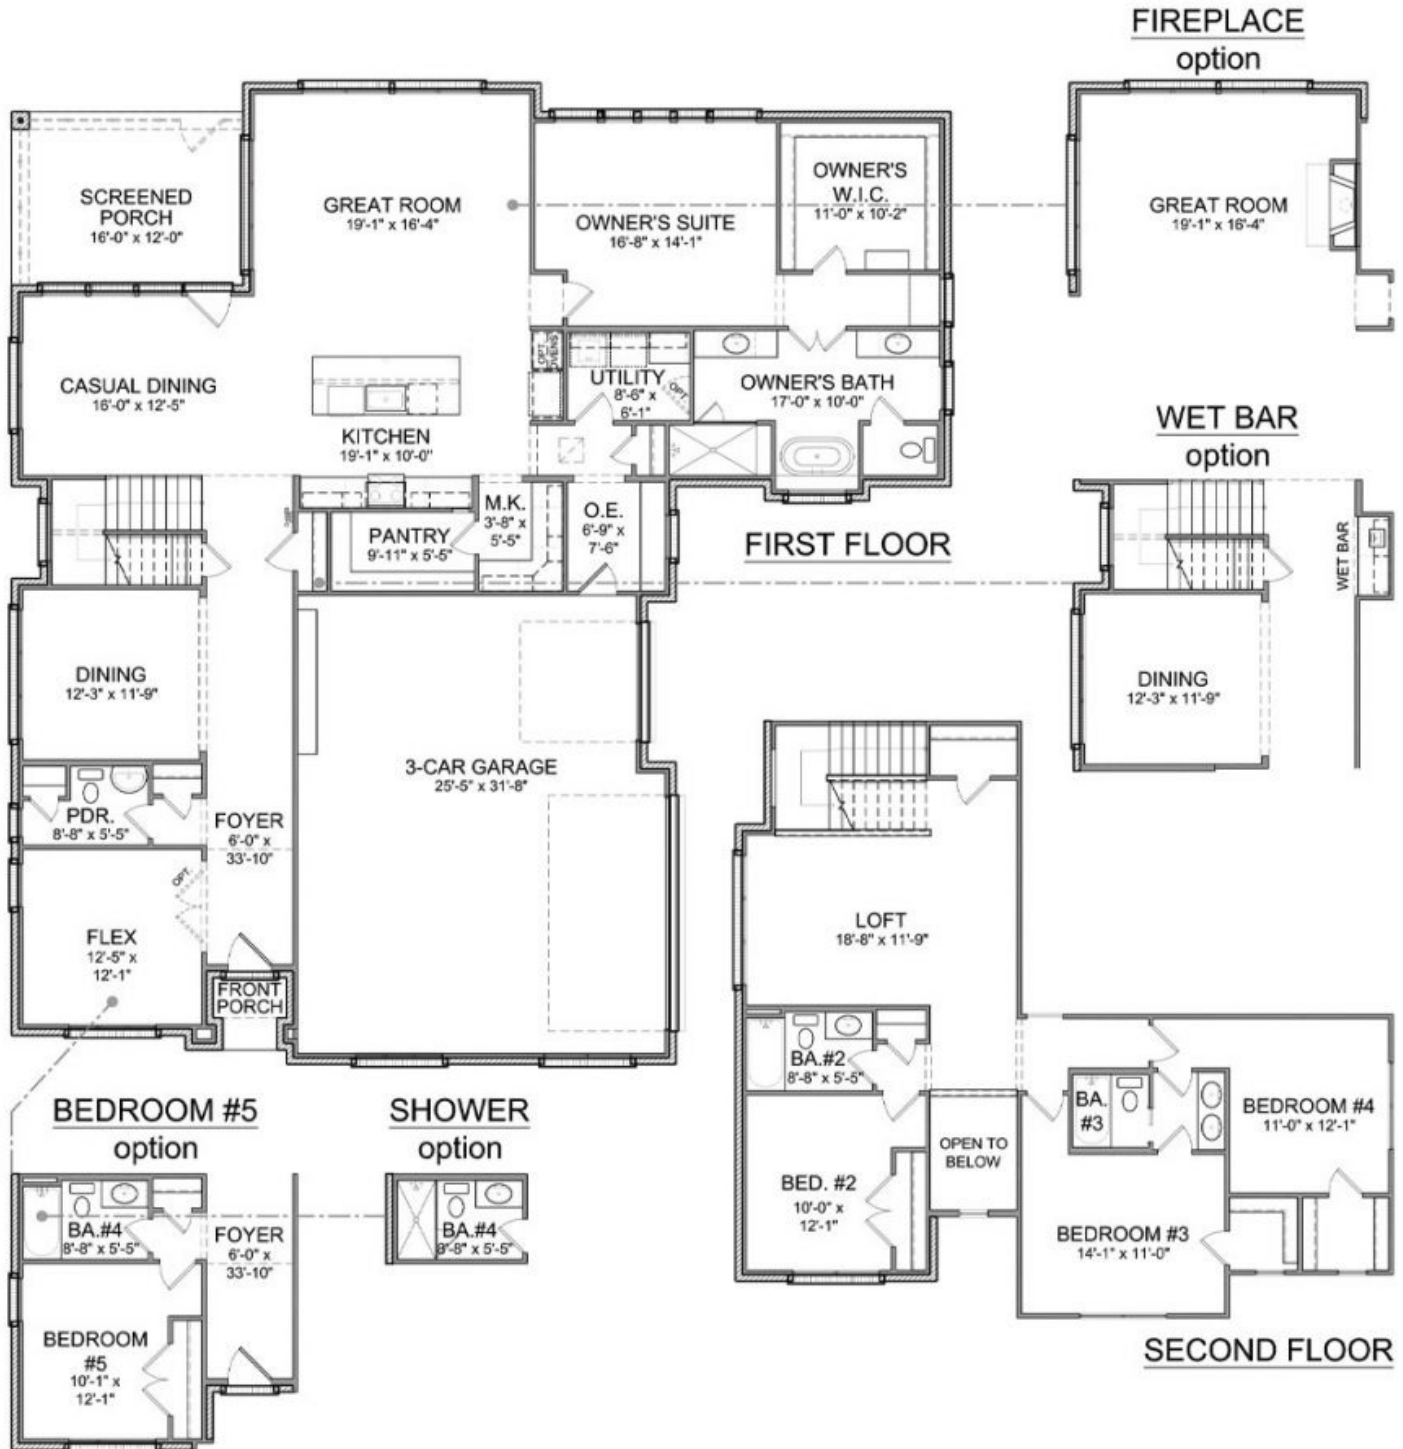 FIREPLACE
option
SCREENED
PORCH
16'-0" x 12'-0"
GREAT ROOM
19'-1" x 16'-4"
OWNER'S SUITE
16'-8" x 14'-1"
OWNER'S
W.I.C.
11'-0" x 10'-2"
GREAT ROOM
19'-1" x 16'-4"
CASUAL DINING
16'-0" x 12'-5"
KITCHEN
19'-1" x 10'-0"
OPT.
OVENS
UTILITY
8'-6" x
6'-1"
OPT.
OWNER'S BATH
17'-0" x 10'-0"
WET BAR
option
PANTRY
9'-11" x 5'-5"
M.K.
3'-8" x
5'-5"
O.E.
6'-9" x
7'-6"
FIRST FLOOR
WET BAR
DINING
12'-3" x 11'-9"
DINING
12'-3" x 11'-9"
3-CAR GARAGE
25'-5" x 31'-8"
PDR.
8'-8" x 5'-5"
FOYER
6'-0" x
33'-10"
OPT.
FLEX
12'-5" x
12'-1"
FRONT
PORCH
LOFT
18'-8" x 11'-9"
BA.#2
8'-8" x 5'-5"
BA.
#3
BEDROOM #4
11'-0" x 12'-1"
OPEN TO
BELOW
BED. #2
10'-0" x
12'-1"
BEDROOM #3
14'-1" x 11'-0"
SECOND FLOOR
BEDROOM #5
option
SHOWER
option
BA.#4
8'-8" x 5'-5"
FOYER
6'-0" x
33'-10"
BA.#4
8'-8" x 5'-5"
BEDROOM
#5
10'-1" x
12'-1"